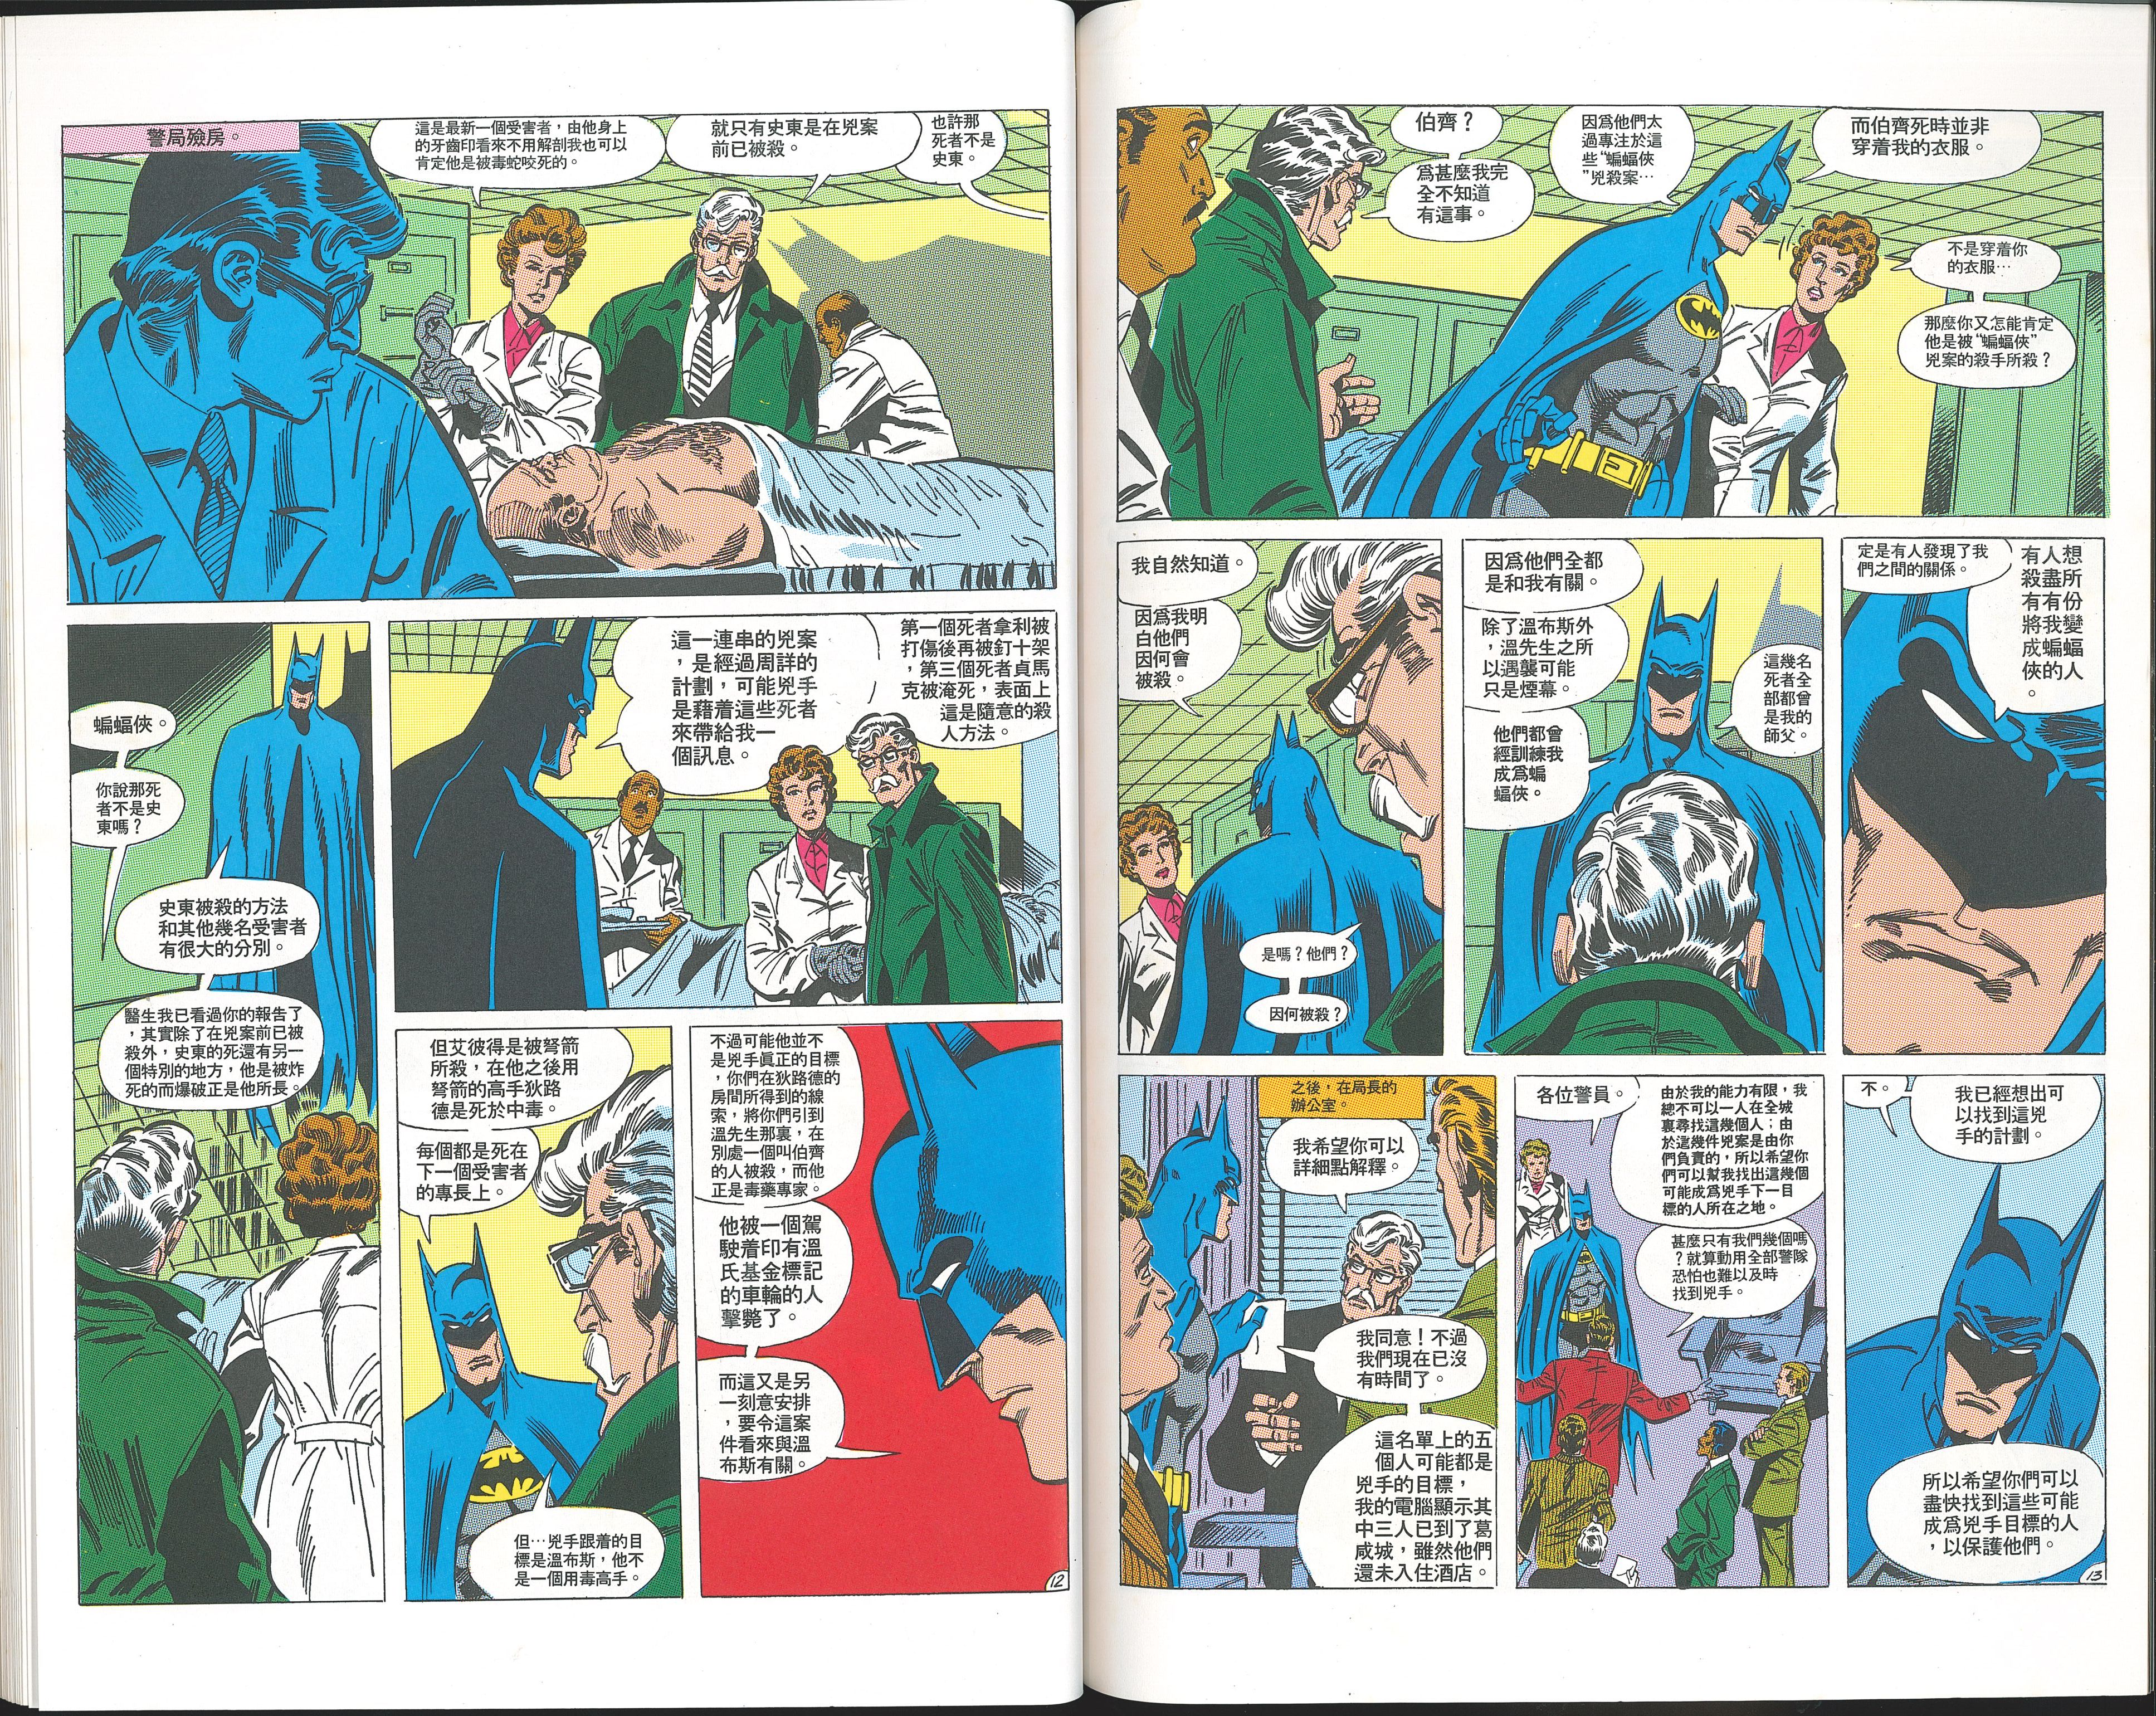 警局殮房。
這是最新一個受害者，由他身上
的牙齒印看來不用解剖我也可以
肯定他是被毒蛇咬死的。
就只有史東是在兇案
前已被殺。
也許那
死者不是
史東。
蝙蝠俠。
你說那死
者不是史
東嗎？
史東被殺的方法
和其他幾名受害者
有很大的分別。
醫生我已看過你的報告了
，其實除了在兇案前已被
殺外，史東的死還有另一
個特別的地方，他是被炸
死的而爆破正是他所長。
這一連串的兇案
，是經過周詳的
計劃，可能兇手
是藉着這些死者
來帶給我一
個訊息。
第一個死者拿利被
打傷後再被釘十架
，第三個死者貞馬
克被淹死，表面上
這是隨意的殺
人方法。
但艾彼得是被弩箭
所殺，在他之後用
弩箭的高手狄路
德是死於中毒。
每個都是死在
下一個受害者
的專長上。
但…兇手跟着的目
標是溫布斯，他不
是一個用毒高手。
不過可能他並不
是兇手眞正的目標
，你們在狄路德的
房間所得到的線
索，將你們引到
溫先生那裏，在
別處一個叫伯齊
的人被殺，而他
正是毒藥專家。
他被一個駕
駛着印有溫
氏基金標記
的車輪的人
擊斃了。
而這又是另
一刻意安排
，要令這案
件看來與溫
布斯有關。
12
伯齊？
爲甚麼我完
全不知道
有這事。
因爲他們太
過專注於這
些“蝙蝠俠
”兇殺案…
而伯齊死時並非
穿着我的衣服。
不是穿着你
的衣服…
那麼你又怎能肯定
他是被“蝙蝠俠”
兇案的殺手所殺？
我自然知道。
因爲我明
白他們
因何會
被殺。
是嗎？他們？
因何被殺？
因爲他們全都
是和我有關。
除了溫布斯外
，溫先生之所
以遇襲可能
只是煙幕。
他們都曾
經訓練我
成爲蝙
蝠俠。
這幾名
死者全
部都曾
是我的
師父。
定是有人發現了我
們之間的關係。
有人想
殺盡所
有有份
將我變
成蝙蝠
俠的人
。
之後，在局長的
辦公室。
我希望你可以
詳細點解釋。
我同意！不過
我們現在已沒
有時間了。
這名單上的五
個人可能都是
兇手的目標，
我的電腦顯示其
中三人已到了葛
咸城，雖然他們
還未入住酒店。
各位警員。
由於我的能力有限，我
總不可以一人在全城
裏尋找這幾個人；由
於這幾件兇案是由你
們負責的，所以希望你
們可以幫我找出這幾個
可能成爲兇手下一目
標的人所在之地。
甚麼只有我們幾個嗎
？就算動用全部警隊
恐怕也難以及時
找到兇手。
不。
我已經想出可
以找到這兇
手的計劃。
所以希望你們可以
盡快找到這些可能
成爲兇手目標的人
，以保護他們。
13